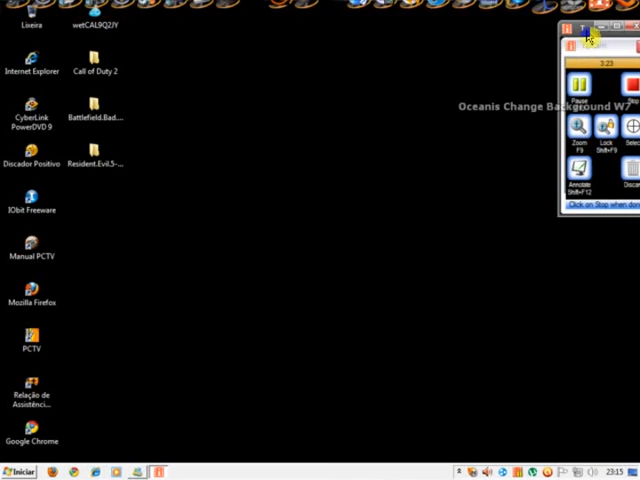 Lixeira
wetCAL9Q2JY
Internet Explorer
Call of Duty 2
CyberLink
PowerDVD 9
Battlefield.Bad....
Discador Positivo
Resident.Evil.5-...
IObit Freeware
Manual PCTV
Mozilla Firefox
PCTV
Relação de
Assistênci...
Google Chrome
3:23
Pause
Stop
Oceanis Change Background W7
Zoom
F9
Lock
Shift+F9
Selec
Annotate
Shift+F12
Disca
Click on Stop when don
Iniciar
23:15